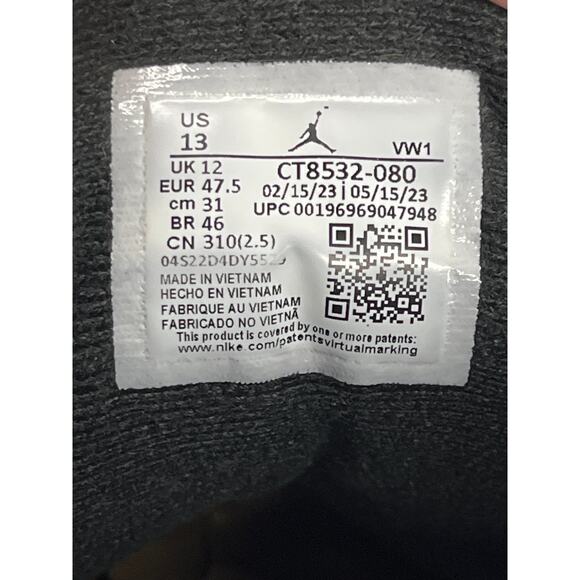 US
13
VW1
UK 12
EUR 47.5
cm 31
BR 46
CN 310(2.5)
CT8532-080
02/15/23 | 05/15/23
UPC 00196969047948
MADE IN VIETNAM
HECHO EN VIETNAM
FABRIQUE AU VIETNAM
FABRICADO NO VIETNÃ
This product is covered by one or more patents:
www.nike.com/patentsvirtualmarking